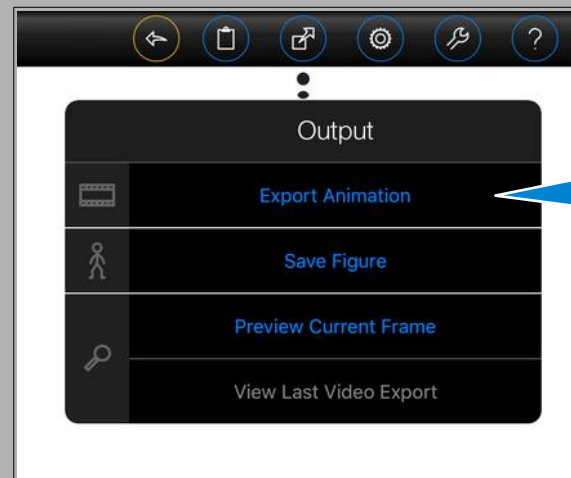 ?
Output
Export Animation
Save Figure
Preview Current Frame
View Last Video Export